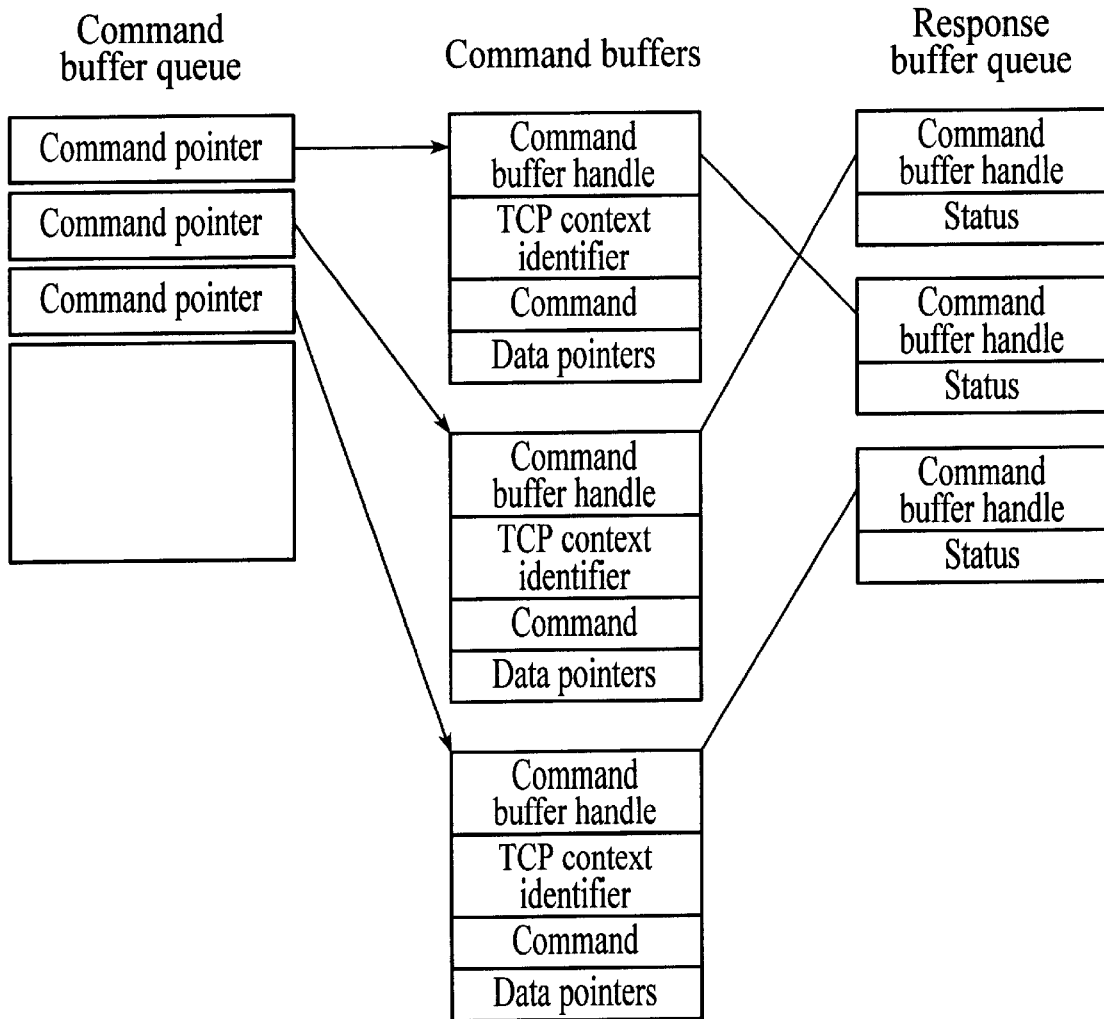 Command
buffer queue
Command pointer
Command pointer
Command pointer
Command buffers
Command
buffer handle
TCP context
identifier
Command
Data pointers
Command
buffer handle
TCP context
identifier
Command
Data pointers
Command
buffer handle
TCP context
identifier
Command
Data pointers
Response
buffer queue
Command
buffer handle
Status
Command
buffer handle
Status
Command
buffer handle
Status